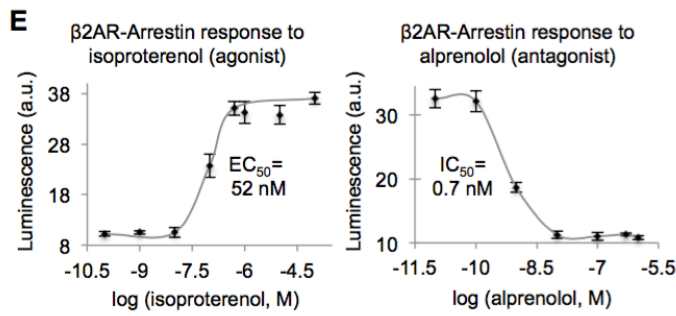 E
β2AR-Arrestin response to
isoproterenol (agonist)
Luminescence (a.u.)
38
28
18
8
EC50=
52 nM
-10.5 -9 -7.5 -6 -4.5
log (isoproterenol, M)
β2AR-Arrestin response to
alprenolol (antagonist)
Luminescence (a.u.)
30
20
10
IC50=
0.7 nM
-11.5 -10 -8.5 -7 -5.5
log (alprenolol, M)